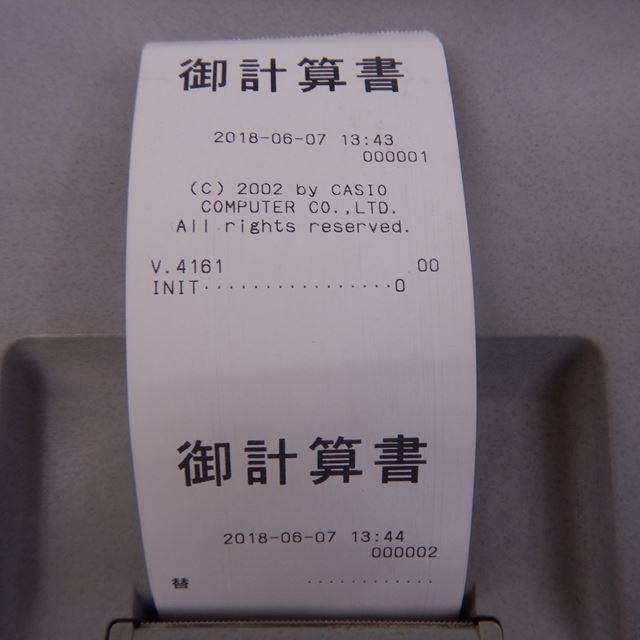 御計算書
2018-06-07 13:43
000001
(C) 2002 by CASIO
COMPUTER CO.,LTD.
All rights reserved.
V.4161 00
INIT·················0
御計算書
2018-06-07 13:44
000002
替 ············